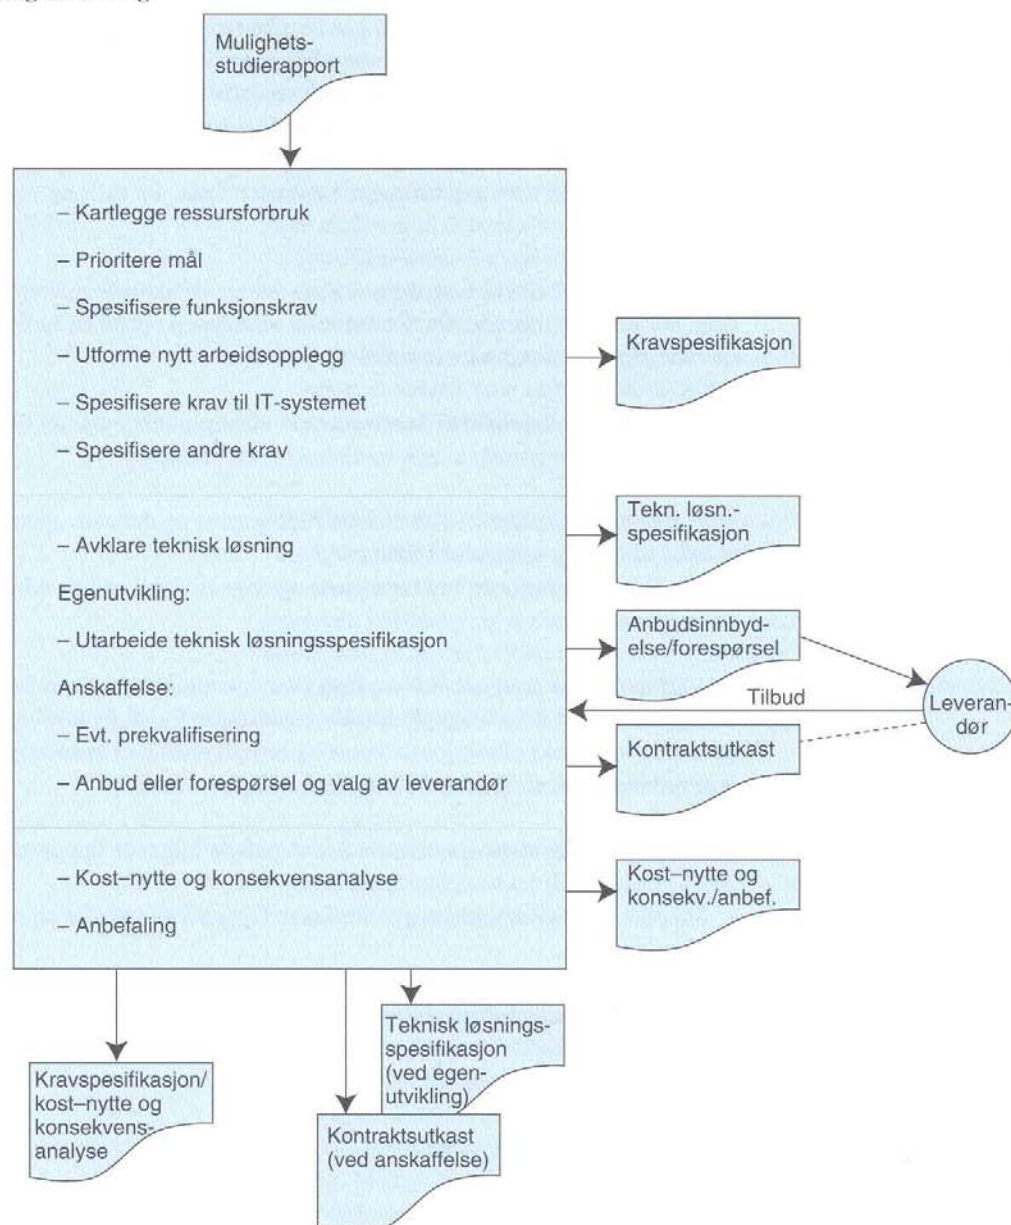 Mulighets-
studierapport
– Kartlegge ressursforbruk
– Prioritere mål
– Spesifisere funksjonskrav
– Utforme nytt arbeidsopplegg
– Spesifisere krav til IT-systemet
– Spesifisere andre krav
Kravspesifikasjon
– Avklare teknisk løsning
Tekn. løsn.-
spesifikasjon
Egenutvikling:
– Utarbeide teknisk løsningsspesifikasjon
Anbudsinnbyd-
else/forespørsel
Anskaffelse:
Tilbud
Leveran-
dør
– Evt. prekvalifisering
– Anbud eller forespørsel og valg av leverandør
Kontraktsutkast
– Kost–nytte og konsekvensanalyse
– Anbefaling
Kost–nytte og
konsekv./anbef.
Kravspesifikasjon/
kost–nytte og
konsekvens-
analyse
Teknisk løsnings-
spesifikasjon
(ved egen-
utvikling)
Kontraktsutkast
(ved anskaffelse)